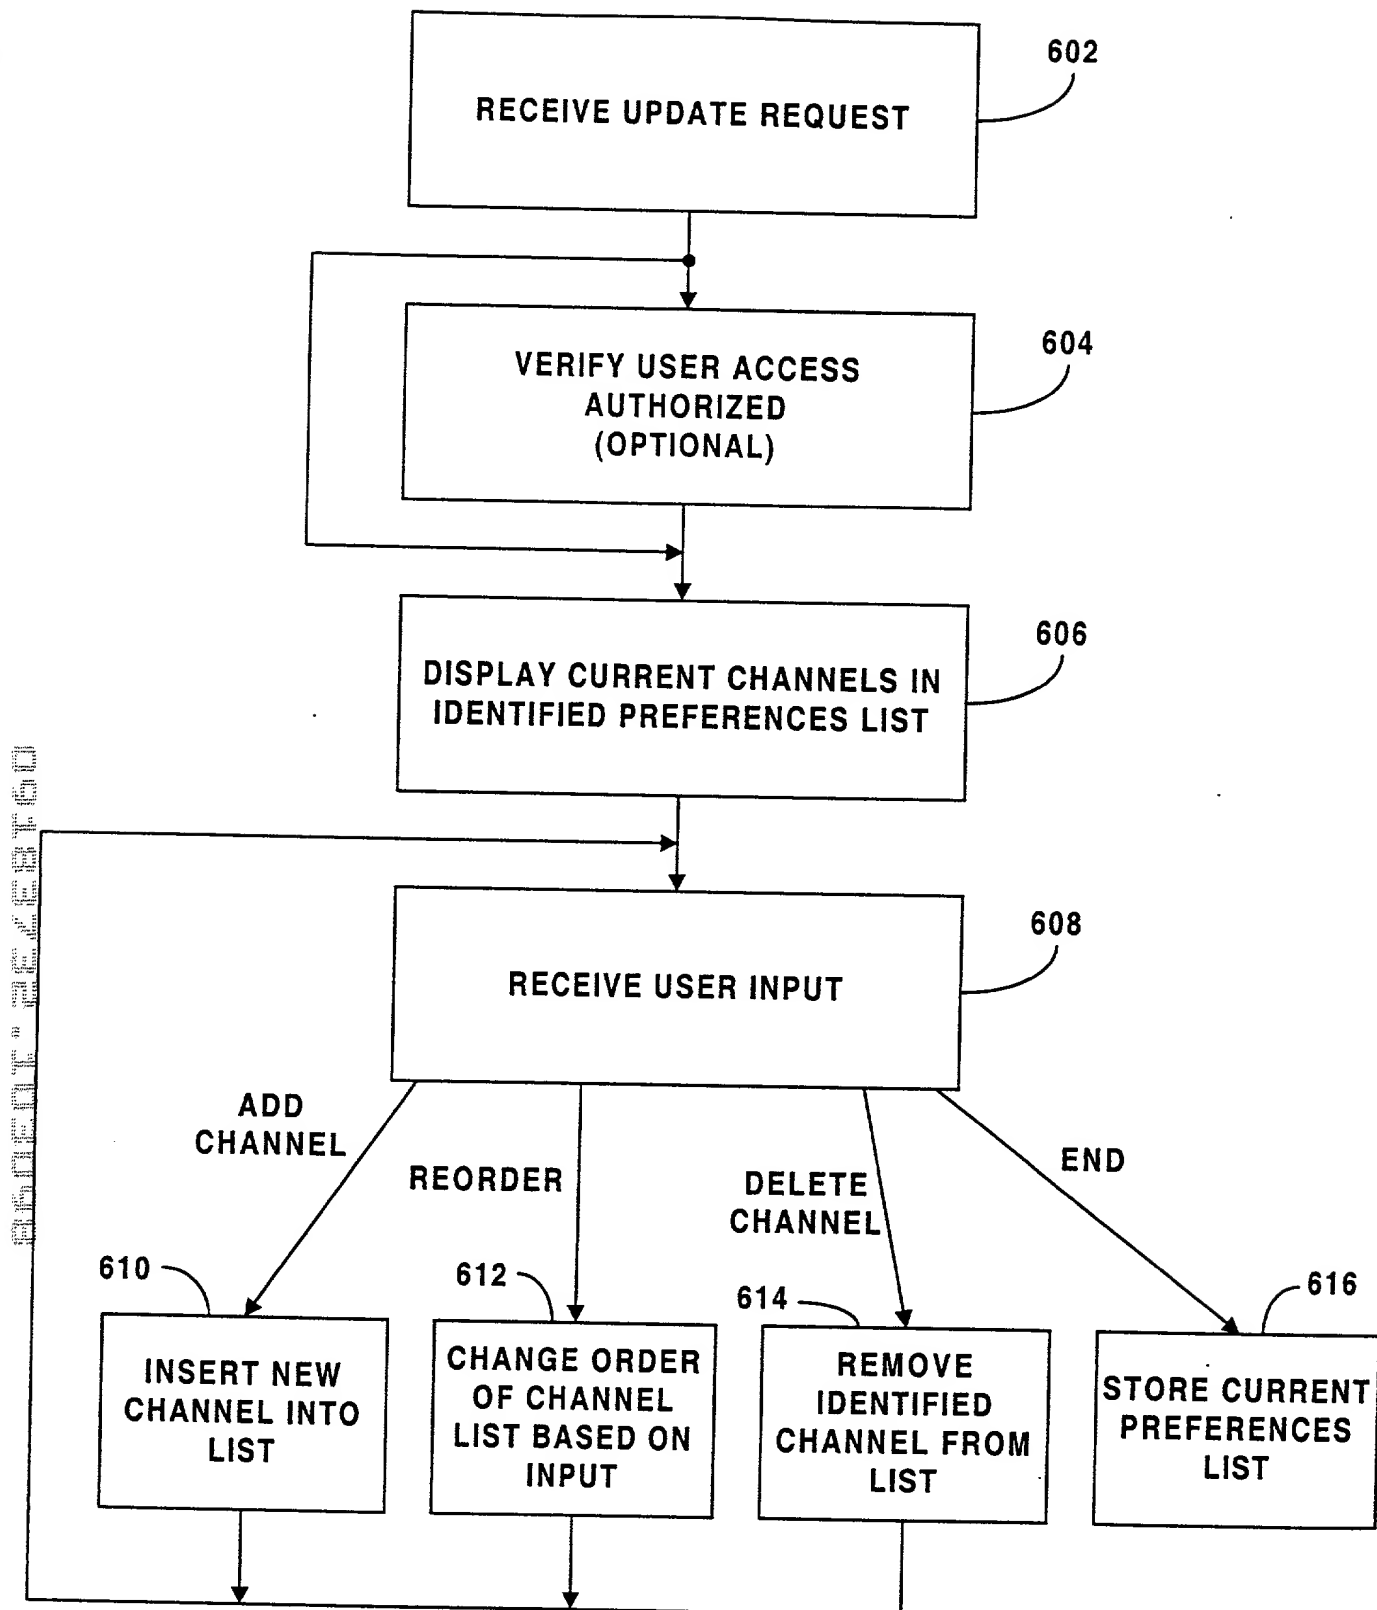 602
RECEIVE UPDATE REQUEST
604
VERIFY USER ACCESS
AUTHORIZED
(OPTIONAL)
606
DISPLAY CURRENT CHANNELS IN
IDENTIFIED PREFERENCES LIST
608
RECEIVE USER INPUT
ADD
CHANNEL
REORDER
DELETE
CHANNEL
END
610
INSERT NEW
CHANNEL INTO
LIST
612
CHANGE ORDER
OF CHANNEL
LIST BASED ON
INPUT
614
REMOVE
IDENTIFIED
CHANNEL FROM
LIST
616
STORE CURRENT
PREFERENCES
LIST